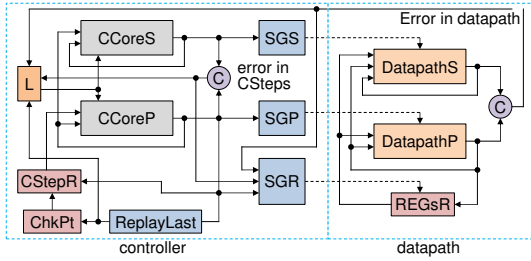 Error in datapath
CCoreS
SGS
error in
CSteps
C
L
DatapathS
C
CCoreP
SGP
DatapathP
CStepR
SGR
REGsR
ChkPt
ReplayLast
controller
datapath